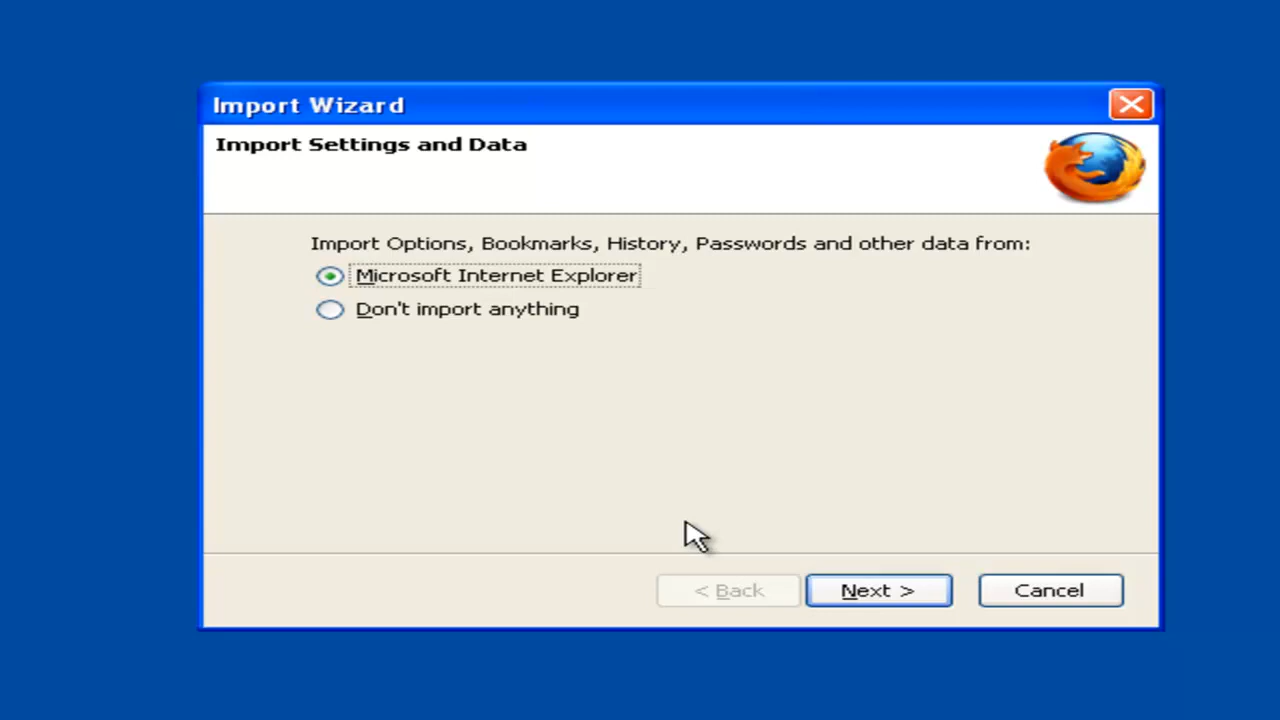 Import Wizard
Import Settings and Data
Import Options, Bookmarks, History, Passwords and other data from:
Microsoft Internet Explorer
Don't import anything
< Back Next > Cancel